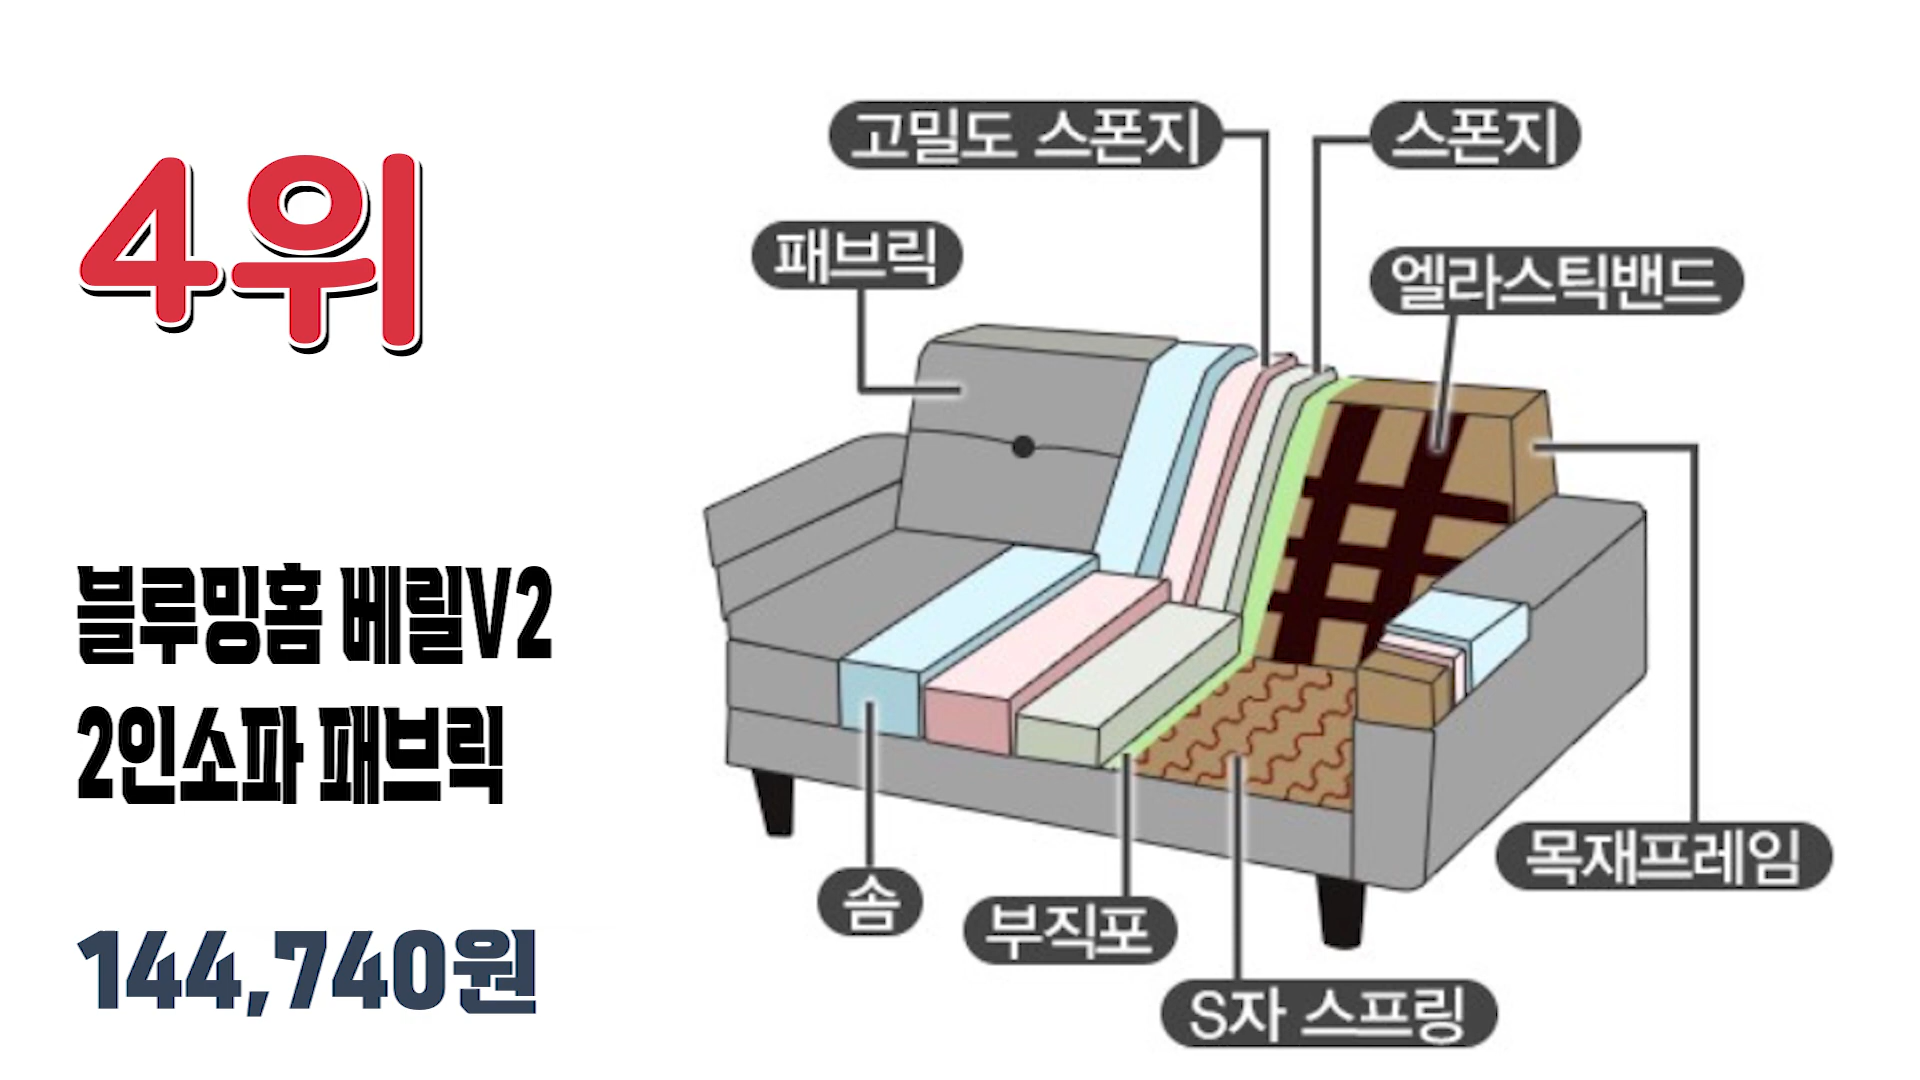 4위
블루밍홈 베릴V2
2인소파 패브릭
144,740원
고밀도 스폰지
스폰지
패브릭
엘라스틱밴드
목재프레임
솜
부직포
S자 스프링